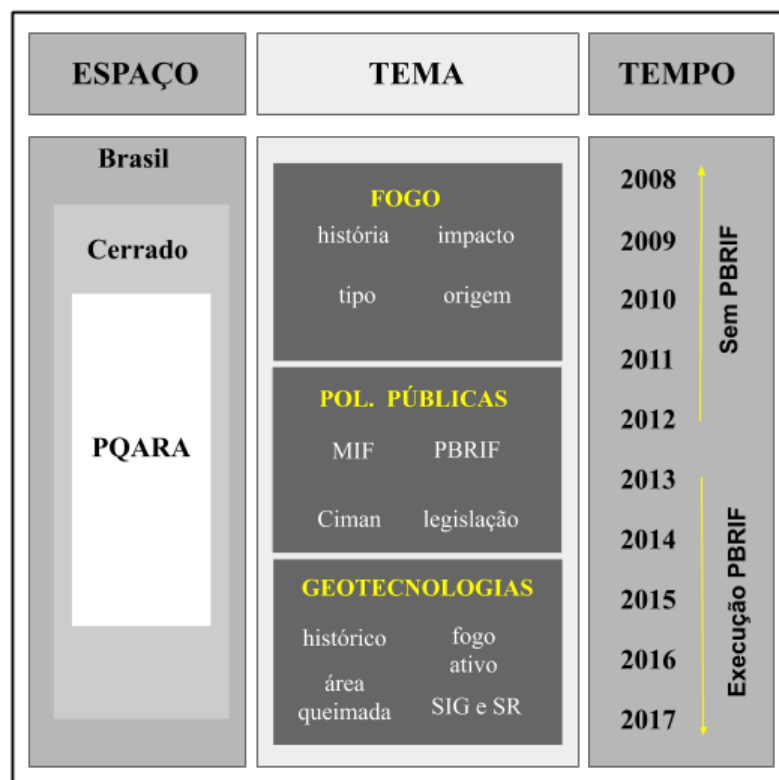 ESPAÇO
TEMA
TEMPO
Brasil
Cerrado
PQARA
FOGO
história impacto
tipo origem
POL. PÚBLICAS
MIF PBRIF
Ciman legislação
GEOTECNOLOGIAS
histórico fogo
ativo
área
queimada SIG e SR
2008
2009
2010
2011
2012
2013
2014
2015
2016
2017
Sem PBRIF
Execução PBRIF